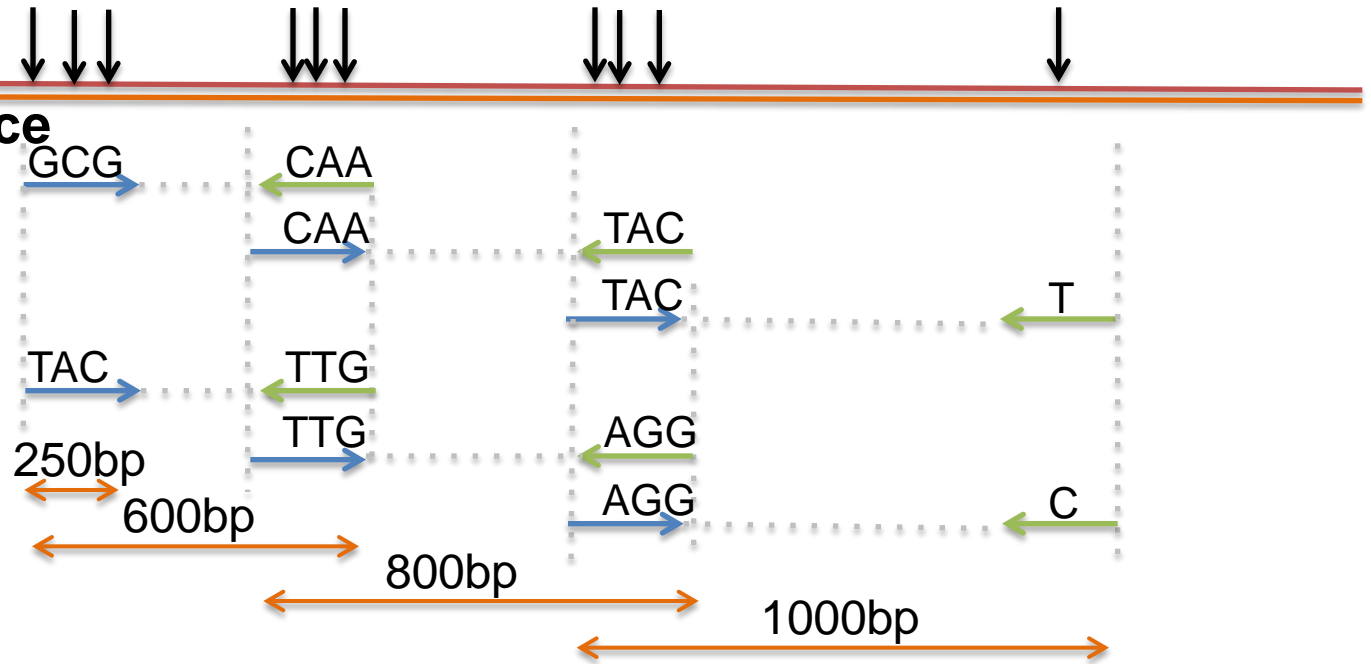 ce
GCG CAA
CAA TAC
TAC T
TAC TTG
TTG AGG
250bp
AGG C
600bp
800bp
1000bp